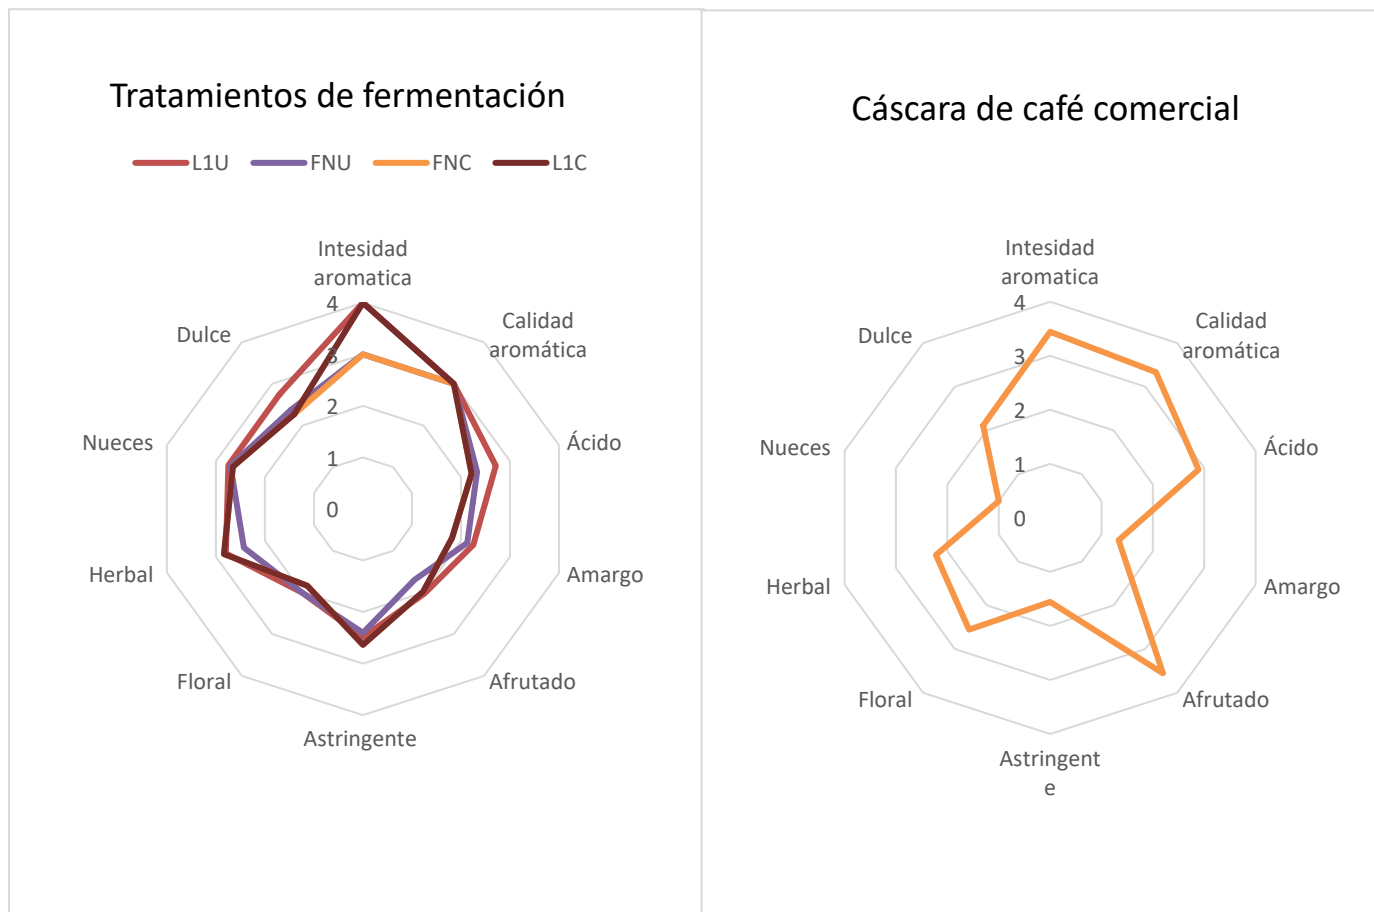 Tratamientos de fermentación
L1U FNU FNC L1C
Intesidad
aromatica
Calidad
aromática
Ácido
Amargo
Afrutado
Astringente
Floral
Herbal
Nueces
Dulce
4
3
2
1
0
Cáscara de café comercial
Intesidad
aromatica
Calidad
aromática
Ácido
Amargo
Afrutado
Astringent
e
Floral
Herbal
Nueces
Dulce
4
3
2
1
0